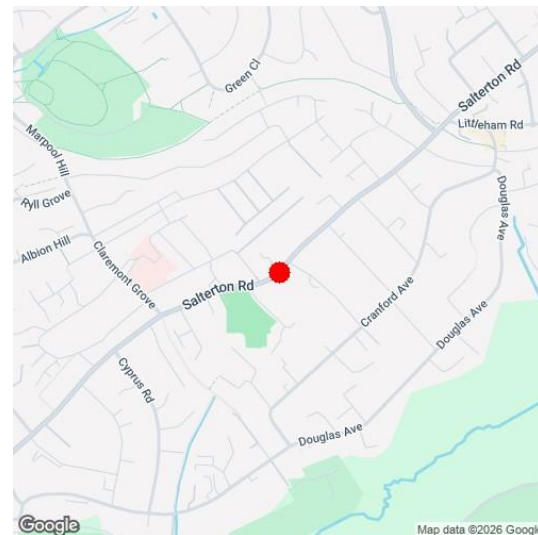 Green Cl
Salterton Rd
Littleham Rd
Marpool Hill
Ryll Grove
Douglas Ave
Albion Hill
Claremont Grove
Salterton Rd
Cranford Ave
Douglas Ave
Cyprus Rd
Douglas Ave
Google
Map data ©2026 Google